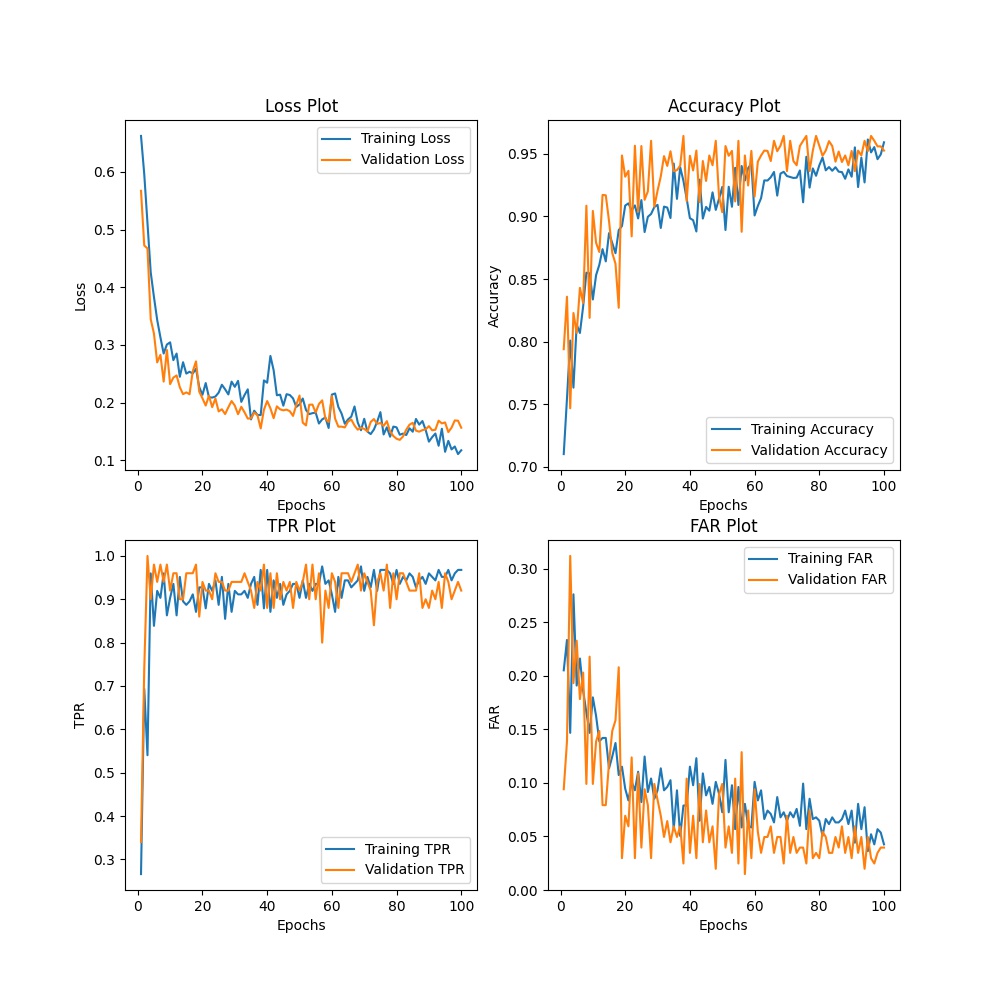 Loss Plot
Training Loss
Validation Loss
0.6
0.5
0.4
0.3
0.2
0.1
Loss
0 20 40 60 80 100
Epochs
Accuracy Plot
0.95
0.90
0.85
0.80
0.75
0.70
Accuracy
Training Accuracy
Validation Accuracy
0 20 40 60 80 100
Epochs
TPR Plot
1.0
0.9
0.8
0.7
0.6
0.5
0.4
0.3
TPR
Training TPR
Validation TPR
0 20 40 60 80 100
Epochs
FAR Plot
Training FAR
Validation FAR
0.30
0.25
0.20
0.15
0.10
0.05
0.00
FAR
0 20 40 60 80 100
Epochs